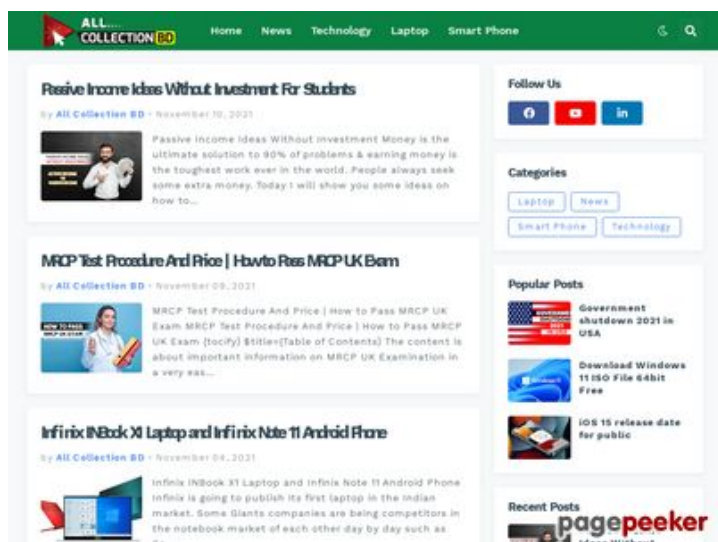 ALL....
COLLECTION BD
Home News Technology Laptop Smart Phone
Passive Income Ideas Without Investment For Students
by All Collection BD - November 10, 2021
Passive Income Ideas Without Investment Money is the
ultimate solution to 90% of problems & earning money is
the toughest work ever in the world. People always seek
some extra money. Today I will show you some ideas on
how to...
MRCP Test Procedure And Price | How to Pass MRCP UK Exam
by All Collection BD - November 09, 2021
HOW TO PASS
MRCP UK EXAM
MRCP Test Procedure And Price | How to Pass MRCP UK
Exam MRCP Test Procedure And Price | How to Pass MRCP
UK Exam {tocify} $title={Table of Contents} The content is
about important information on MRCP UK Examination in
a very eas...
Infinix INBook X1 Laptop and Infinix Note 11 Android Phone
by All Collection BD - November 04, 2021
Infinix INBook X1 Laptop and Infinix Note 11 Android Phone
Infinix is going to publish its first laptop in the Indian
market. Some Giants companies are being competitors in
the notebook market of each other day by day such as
Follow Us
Categories
Laptop News
Smart Phone Technology
Popular Posts
Government
shutdown 2021 in
USA
Download Windows
11 ISO File 64bit
Free
iOS 15 release date
for public
Recent Posts
Ideas Without
pagepeeker